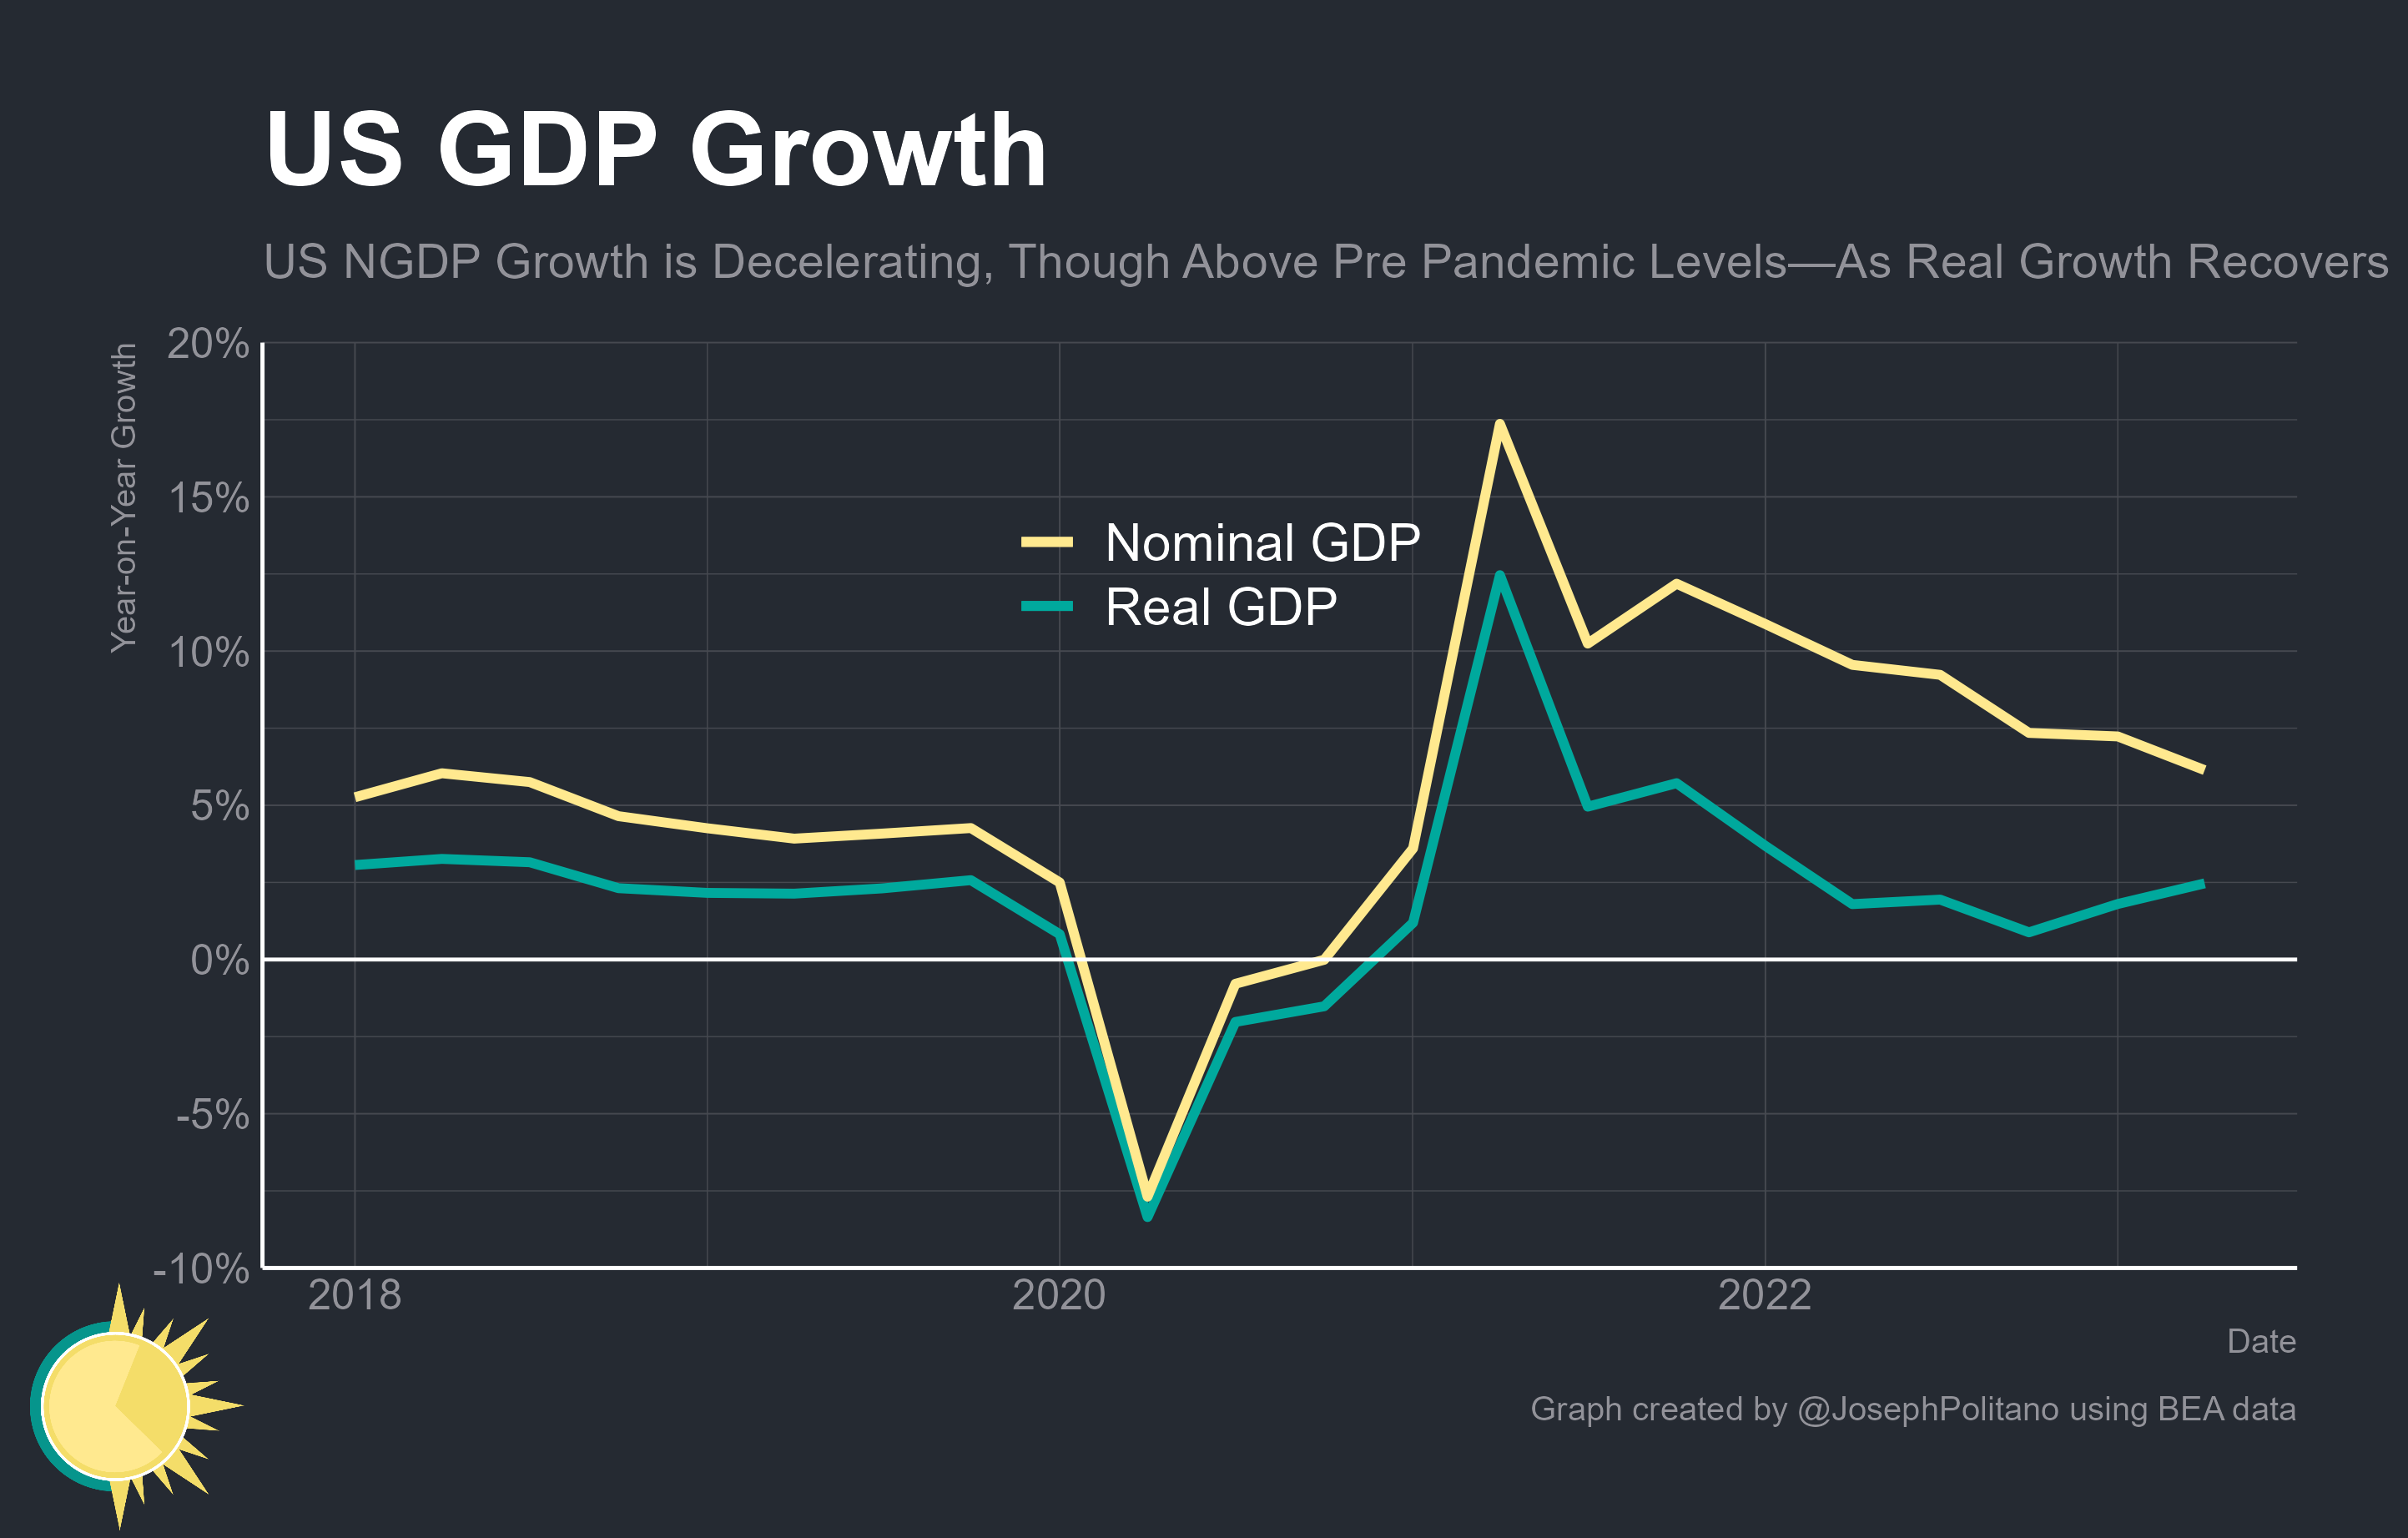 US GDP Growth
US NGDP Growth is Decelerating, Though Above Pre Pandemic Levels—As Real Growth Recovers
Year-on-Year Growth
20%
15%
10%
5%
0%
-5%
-10%
Nominal GDP
Real GDP
2018 2020 2022
Date
Graph created by @JosephPolitano using BEA data